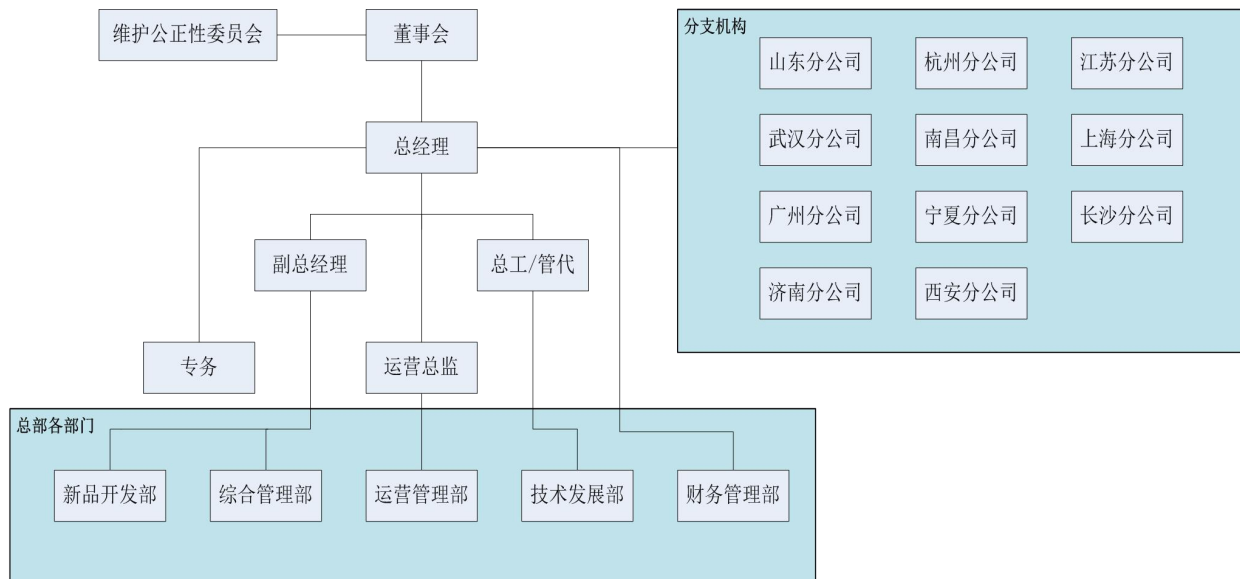 维护公正性委员会
董事会
总经理
副总经理
总工/管代
专务
运营总监
总部各部门
新品开发部
综合管理部
运营管理部
技术发展部
财务管理部
分支机构
山东分公司
杭州分公司
江苏分公司
武汉分公司
南昌分公司
上海分公司
广州分公司
宁夏分公司
长沙分公司
济南分公司
西安分公司